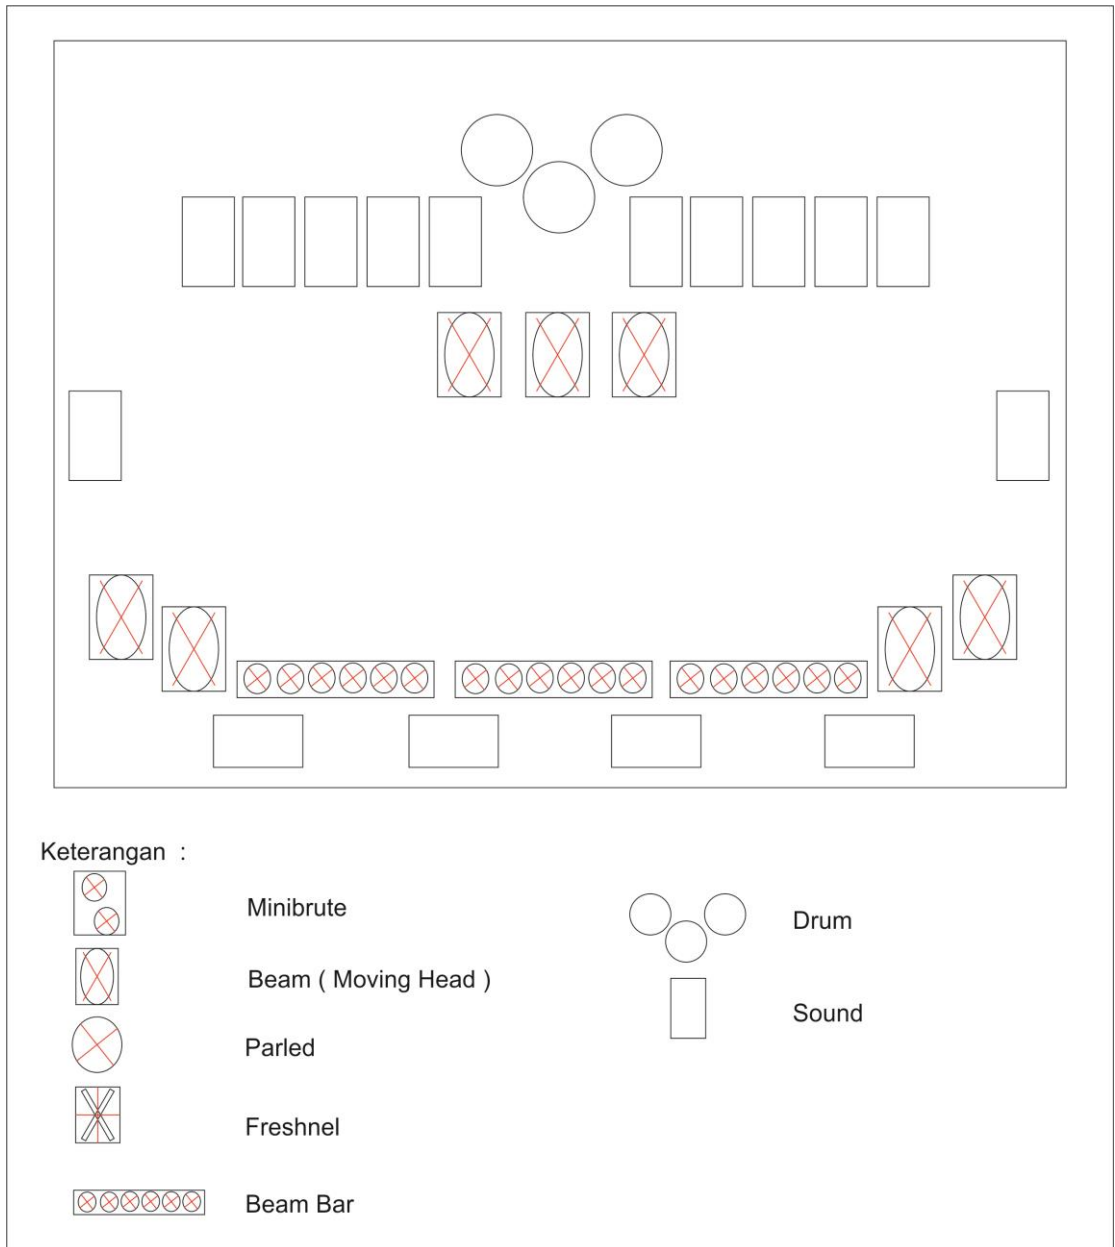 Keterangan :
Minibrute
Beam ( Moving Head )
Parled
Freshnel
Beam Bar
Drum
Sound